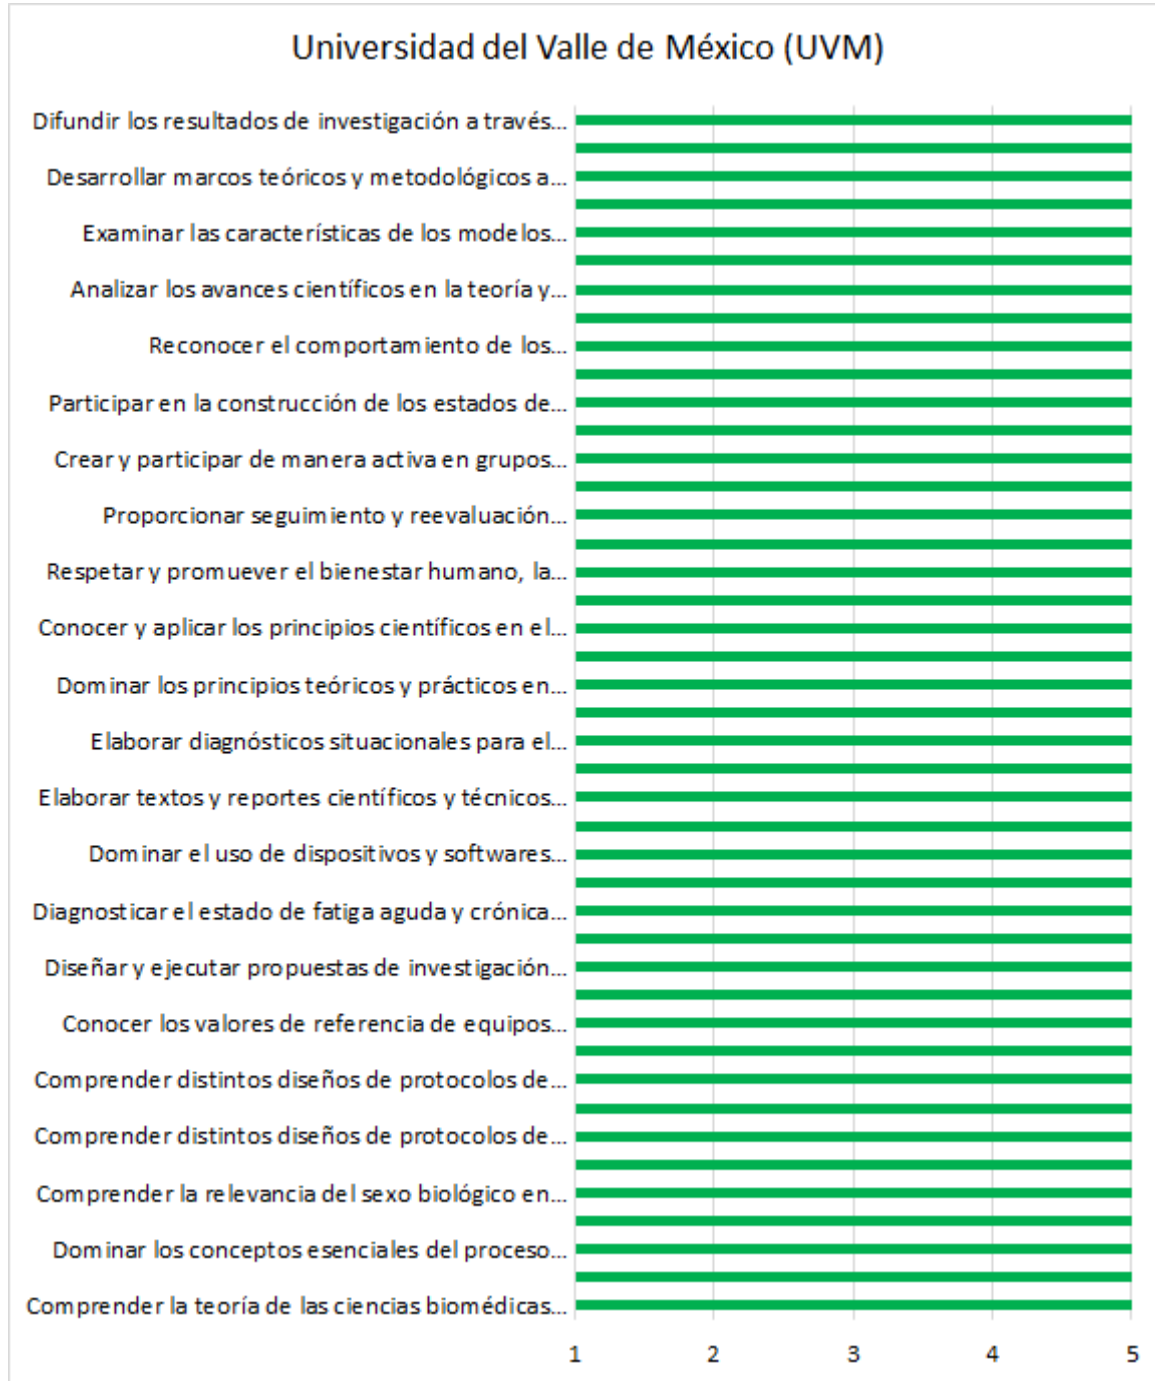 Universidad del Valle de México (UVM)
Difundir los resultados de investigación a través...
Desarrollar marcos teóricos y metodológicos a...
Examinar las características de los modelos...
Analizar los avances científicos en la teoría y...
Reconocer el comportamiento de los...
Participar en la construcción de los estados de...
Crear y participar de manera activa en grupos...
Proporcionar seguimiento y reevaluación...
Respetar y promuever el bienestar humano, la...
Conocer y aplicar los principios científicos en el...
Dominar los principios teóricos y prácticos en...
Elaborar diagnósticos situacionales para el...
Elaborar textos y reportes científicos y técnicos...
Dominar el uso de dispositivos y softwares...
Diagnosticar el estado de fatiga aguda y crónica...
Diseñar y ejecutar propuestas de investigación...
Conocer los valores de referencia de equipos...
Comprender distintos diseños de protocolos de...
Comprender distintos diseños de protocolos de...
Comprender la relevancia del sexo biológico en...
Dominar los conceptos esenciales del proceso...
Comprender la teoría de las ciencias biomédicas...
1 2 3 4 5